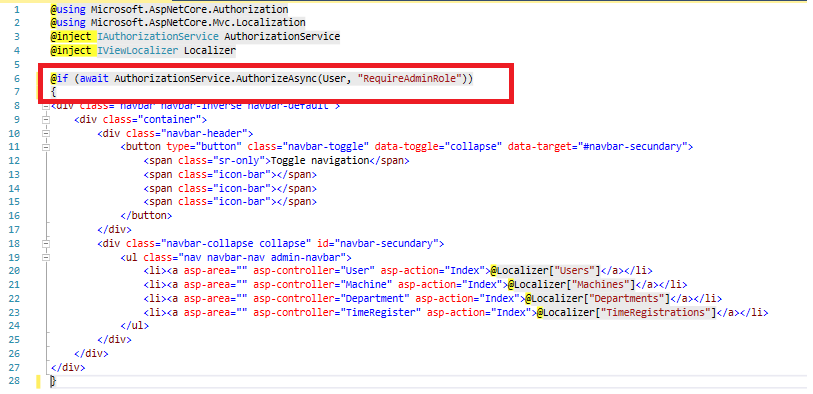 1 @using Microsoft.AspNetCore.Authorization
2 @using Microsoft.AspNetCore.Mvc.Localization
3 @inject IAuthorizationService AuthorizationService
4 @inject IViewLocalizer Localizer
5
6 @if (await AuthorizationService.AuthorizeAsync(User, "RequireAdminRole"))
7 {
8 <div class="navbar navbar-inverse navbar-default">
9 <div class="container">
10 <div class="navbar-header">
11 <button type="button" class="navbar-toggle" data-toggle="collapse" data-target="#navbar-secundary">
12 <span class="sr-only">Toggle navigation</span>
13 <span class="icon-bar"></span>
14 <span class="icon-bar"></span>
15 <span class="icon-bar"></span>
16 </button>
17 </div>
18 <div class="navbar-collapse collapse" id="navbar-secundary">
19 <ul class="nav navbar-nav admin-navbar">
20 <li><a asp-area="" asp-controller="User" asp-action="Index">@Localizer["Users"]</a></li>
21 <li><a asp-area="" asp-controller="Machine" asp-action="Index">@Localizer["Machines"]</a></li>
22 <li><a asp-area="" asp-controller="Department" asp-action="Index">@Localizer["Departments"]</a></li>
23 <li><a asp-area="" asp-controller="TimeRegister" asp-action="Index">@Localizer["TimeRegistrations"]</a></li>
24 </ul>
25 </div>
26 </div>
27 </div>
28 }